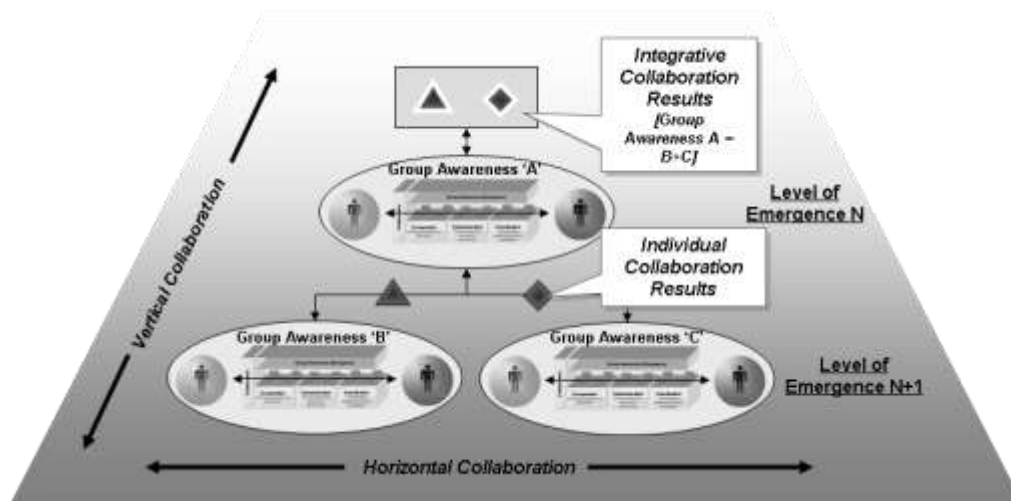 Integrative
Collaboration
Results
[Group
Awareness A –
B+C]
Group Awareness 'A'
Level of
Emergence N
Individual
Collaboration
Results
Vertical Collaboration
Group Awareness 'B'
Group Awareness 'C'
Level of
Emergence N+1
Horizontal Collaboration